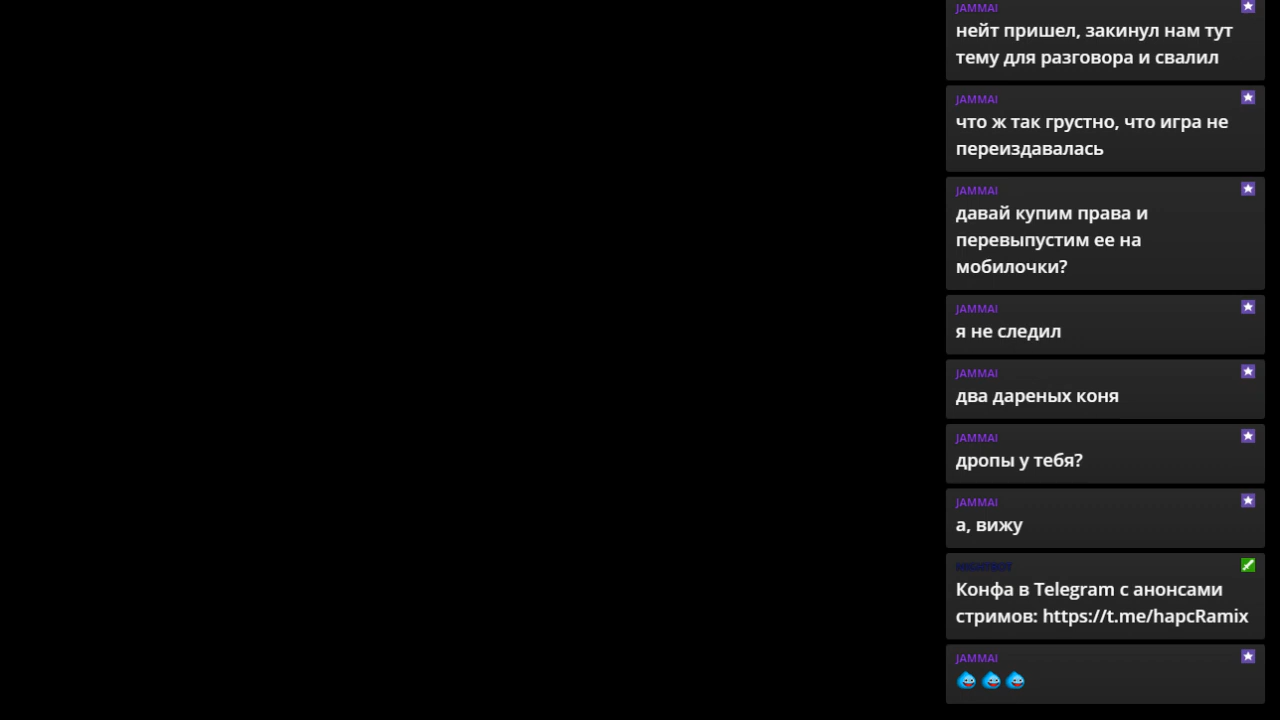 JAMMAI
нейт пришел, закинул нам тут
тему для разговора и свалил
JAMMAI
что ж так грустно, что игра не
переиздавалась
JAMMAI
давай купим права и
перевыпустим ее на
мобилочки?
JAMMAI
я не следил
JAMMAI
два дареных коня
JAMMAI
дропы у тебя?
JAMMAI
а, вижу
NIGHTBOT
Конфа в Telegram с анонсами
стримов: https://t.me/hapcRamix
JAMMAI